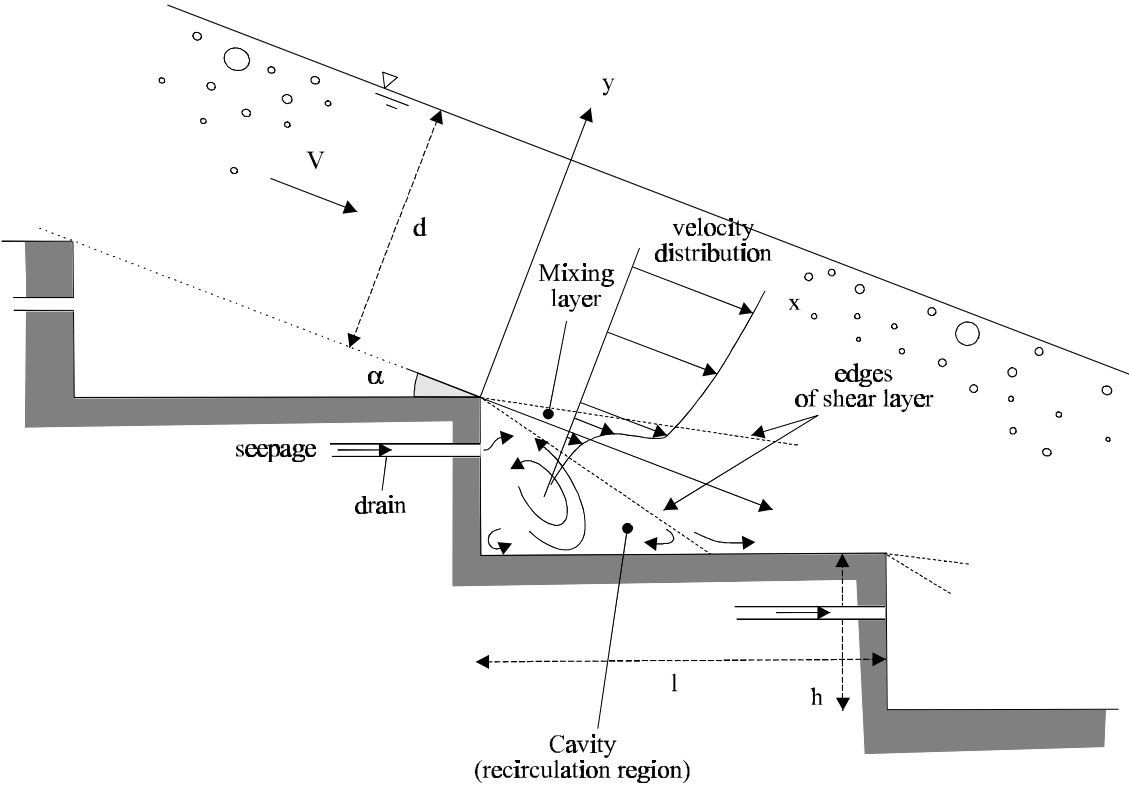 y
V
d
velocity
distribution
Mixing
layer
x
α
edges
of shear layer
seepage
drain
l
h
Cavity
(recirculation region)